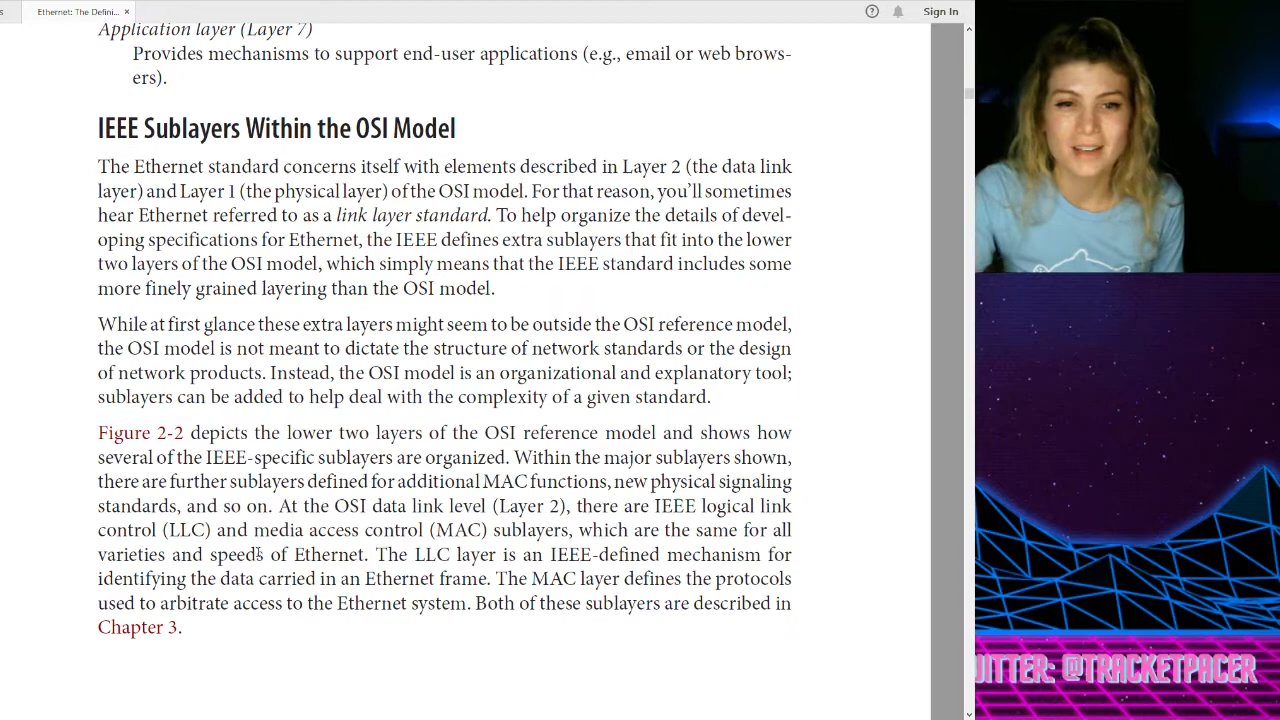 s
Ethernet: The Defini... ×
Sign In
Application layer (Layer 7)
Provides mechanisms to support end-user applications (e.g., email or web brows-
ers).
IEEE Sublayers Within the OSI Model
The Ethernet standard concerns itself with elements described in Layer 2 (the data link
layer) and Layer 1 (the physical layer) of the OSI model. For that reason, you’ll sometimes
hear Ethernet referred to as a link layer standard. To help organize the details of devel-
oping specifications for Ethernet, the IEEE defines extra sublayers that fit into the lower
two layers of the OSI model, which simply means that the IEEE standard includes some
more finely grained layering than the OSI model.
While at first glance these extra layers might seem to be outside the OSI reference model,
the OSI model is not meant to dictate the structure of network standards or the design
of network products. Instead, the OSI model is an organizational and explanatory tool;
sublayers can be added to help deal with the complexity of a given standard.
Figure 2-2 depicts the lower two layers of the OSI reference model and shows how
several of the IEEE-specific sublayers are organized. Within the major sublayers shown,
there are further sublayers defined for additional MAC functions, new physical signaling
standards, and so on. At the OSI data link level (Layer 2), there are IEEE logical link
control (LLC) and media access control (MAC) sublayers, which are the same for all
varieties and speeds of Ethernet. The LLC layer is an IEEE-defined mechanism for
identifying the data carried in an Ethernet frame. The MAC layer defines the protocols
used to arbitrate access to the Ethernet system. Both of these sublayers are described in
Chapter 3.
WITTER: @TRACKETPACER